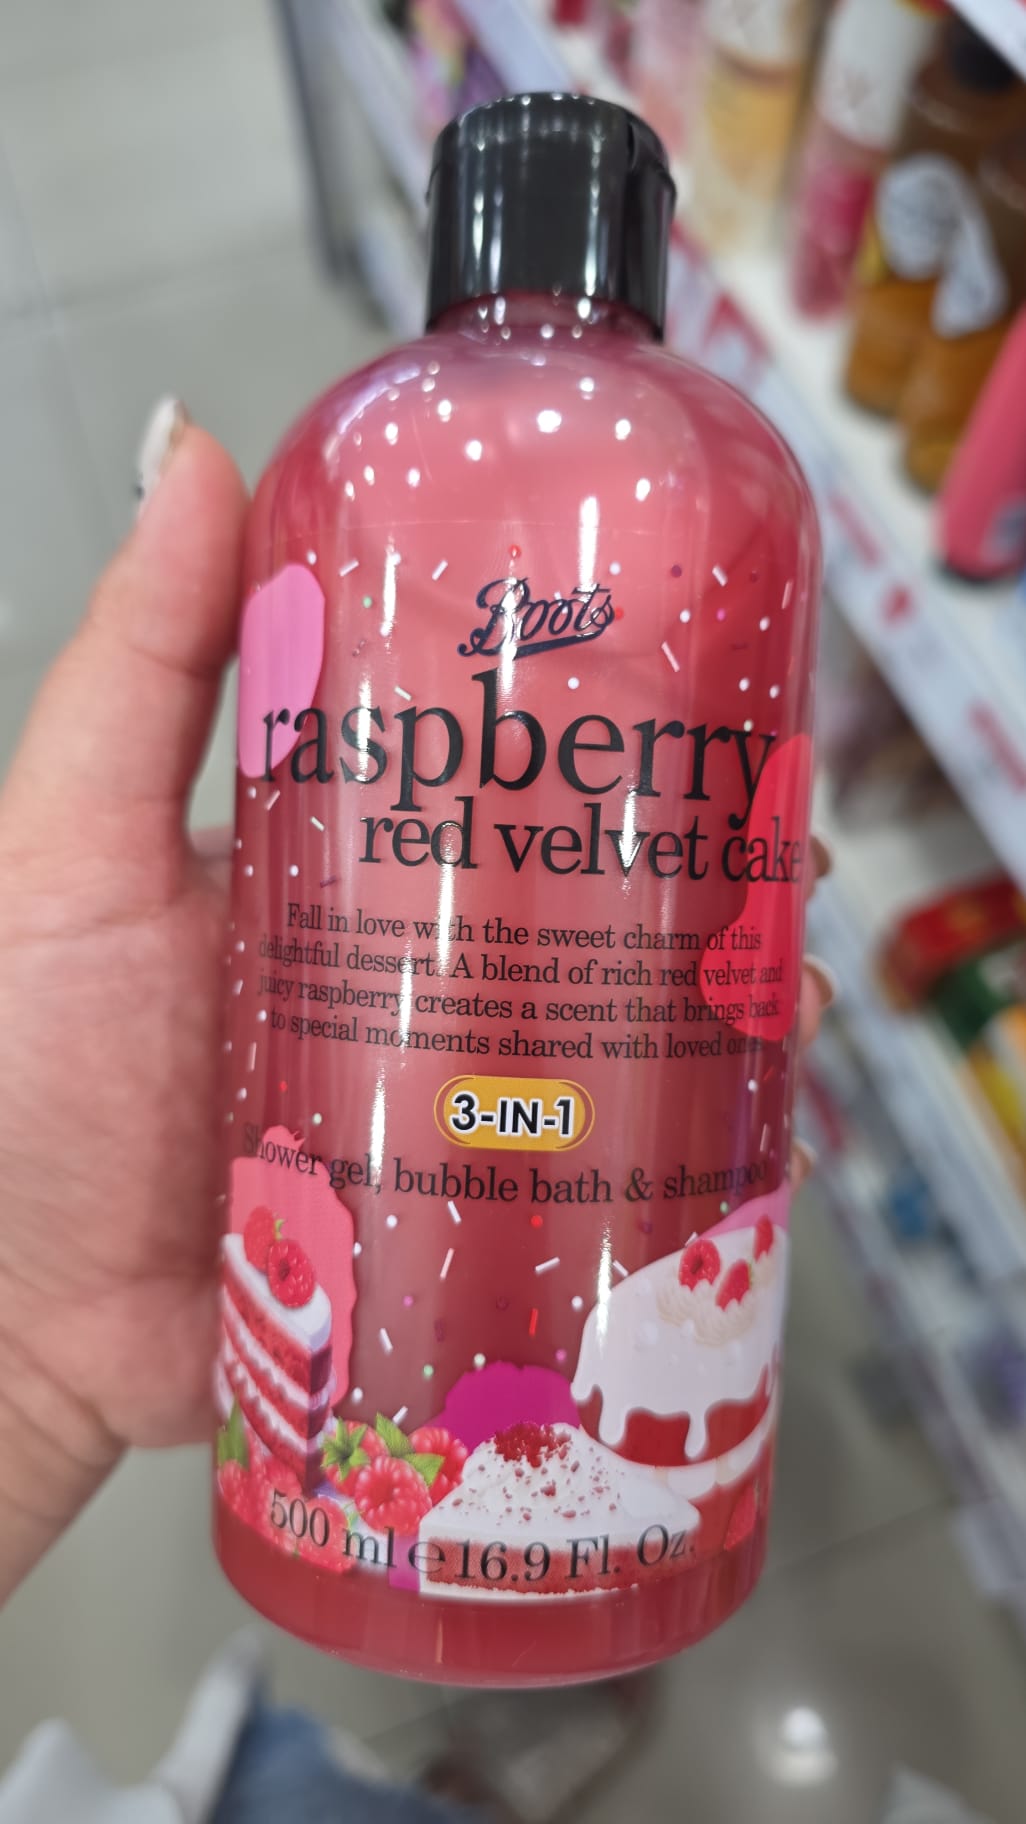 Boots
raspberry
red velvet cake
Fall in love with the sweet charm of this
delightful dessert. A blend of rich red velvet and
juicy raspberry creates a scent that brings back
to special moments shared with loved ones
3-IN-1
Shower gel, bubble bath & shampoo
500 ml ℮ 16.9 Fl. Oz.